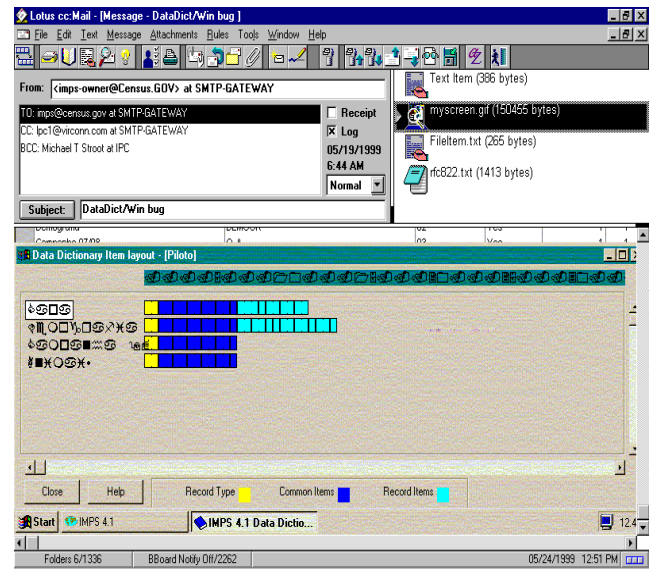 Lotus cc:Mail - [Message - DataDict/Win bug ]
File Edit Text Message Attachments Rules Tools Window Help
From: <imps-owner@Census.GOV> at SMTP-GATEWAY
TO: imps@census.gov at SMTP-GATEWAY
CC: lpc1@virconn.com at SMTP-GATEWAY
BCC: Michael T Stroot at IPC
Receipt
Log
05/19/1999
6:44 AM
Normal
Subject: DataDict/Win bug
Text Item (386 bytes)
myscreen.gif (150455 bytes)
FileItem.txt (265 bytes)
rfc822.txt (1413 bytes)
Data Dictionary Item layout - [Piloto]
Close Help Record Type Common Items Record Items
Start IMPS 4.1 IMPS 4.1 Data Dictio... 12:4
Folders 6/1336 BBoard Notify Off/2262 05/24/1999 12:51 PM